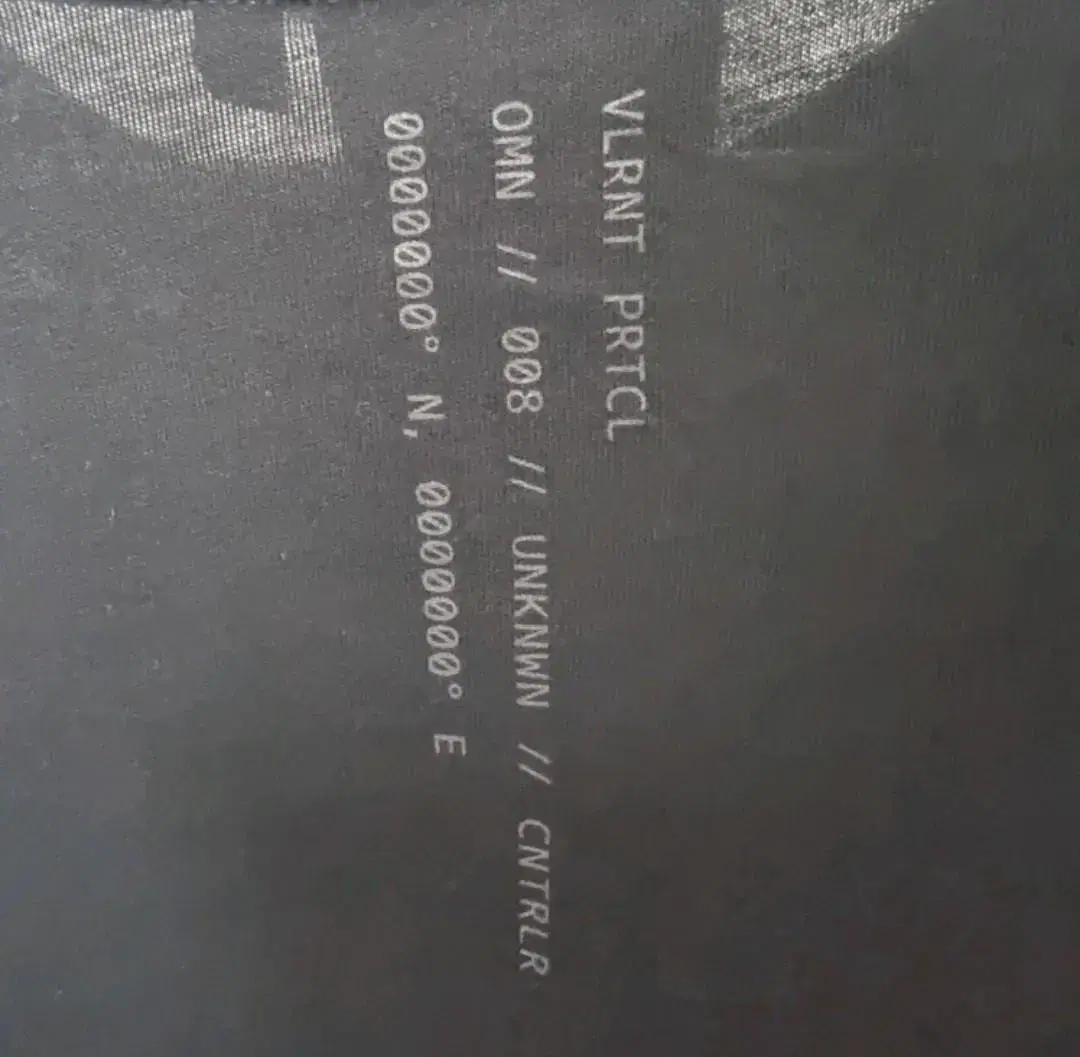 VLRNT PRTCL
OMN // 008 // UNKNWN // CNTRLR
0000000° N, 0000000° E